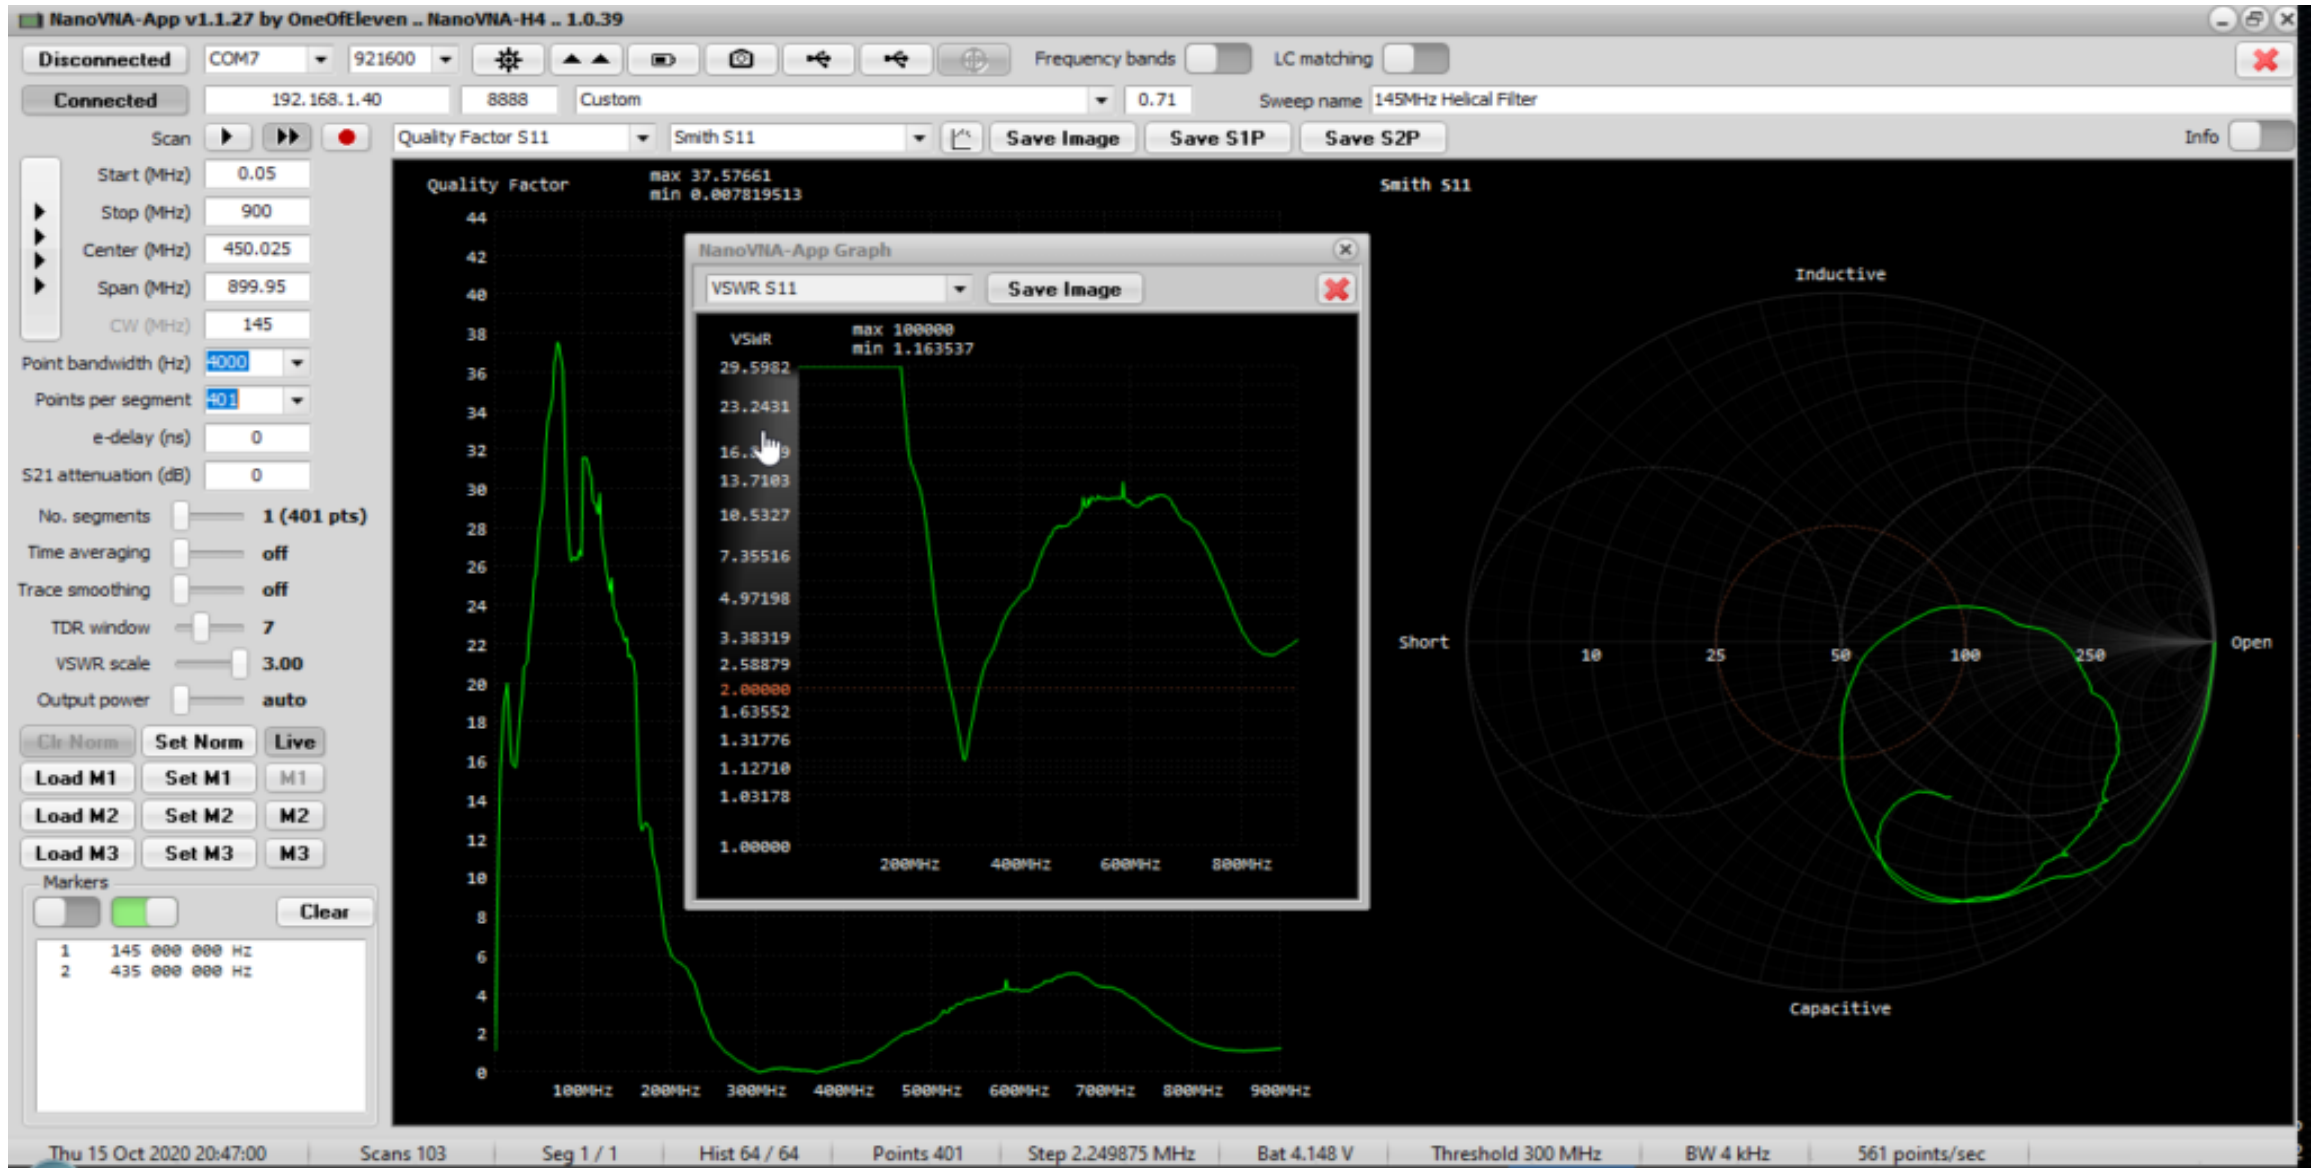 NanoVNA-App v1.1.27 by OneOfEleven .. NanoVNA-H4 .. 1.0.39
Disconnected COM7 921600 Frequency bands LC matching
Connected 192.168.1.40 8888 Custom 0.71 Sweep name 145MHz Helical Filter
Scan Quality Factor S11 Smith S11 Save Image Save S1P Save S2P Info
Start (MHz) 0.05
Stop (MHz) 900
Center (MHz) 450.025
Span (MHz) 899.95
CW (MHz) 145
Point bandwidth (Hz) 4000
Points per segment 401
e-delay (ns) 0
S21 attenuation (dB) 0
No. segments 1 (401 pts)
Time averaging off
Trace smoothing off
TDR window 7
VSWR scale 3.00
Output power auto
Clr Norm Set Norm Live
Load M1 Set M1 M1
Load M2 Set M2 M2
Load M3 Set M3 M3
Markers
Clear
1 145 000 000 Hz
2 435 000 000 Hz
Quality Factor
max 37.57661
min 0.007819513
44
42
40
38
36
34
32
30
28
26
24
22
20
18
16
14
12
10
8
6
4
2
0
100MHz 200MHz 300MHz 400MHz 500MHz 600MHz 700MHz 800MHz 900MHz
NanoVNA-App Graph
VSWR S11 Save Image
VSWR
max 100000
min 1.163537
29.5982
23.2431
13.7103
10.5327
7.35516
4.97198
3.38319
2.58879
2.00000
1.63552
1.31776
1.12710
1.03178
1.00000
200MHz 400MHz 600MHz 800MHz
Smith S11
Inductive
Short 10 25 50 100 250 Open
Capacitive
Thu 15 Oct 2020 20:47:00 Scans 103 Seg 1 / 1 Hist 64 / 64 Points 401 Step 2.249875 MHz Bat 4.148 V Threshold 300 MHz BW 4 kHz 561 points/sec